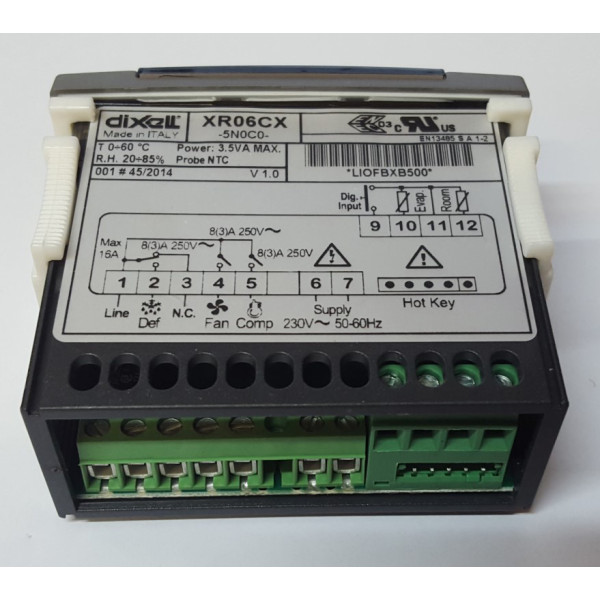 dixell XR06CX
Made in ITALY -5N0C0-
T 0÷60 °C Power: 3.5VA MAX.
R.H. 20÷85% Probe NTC
001 # 45/2014 V 1.0
D3 c RU US
EN13485 S A 1-2
*LIOFBXB500*
Dig. Input Evap. Room
9 10 11 12
8(3)A 250V~
Max 16A 8(3)A 250V~ 8(3)A 250V
1 2 3 4 5 6 7
Line Def N.C. Fan Comp Supply Hot Key
230V~ 50-60Hz